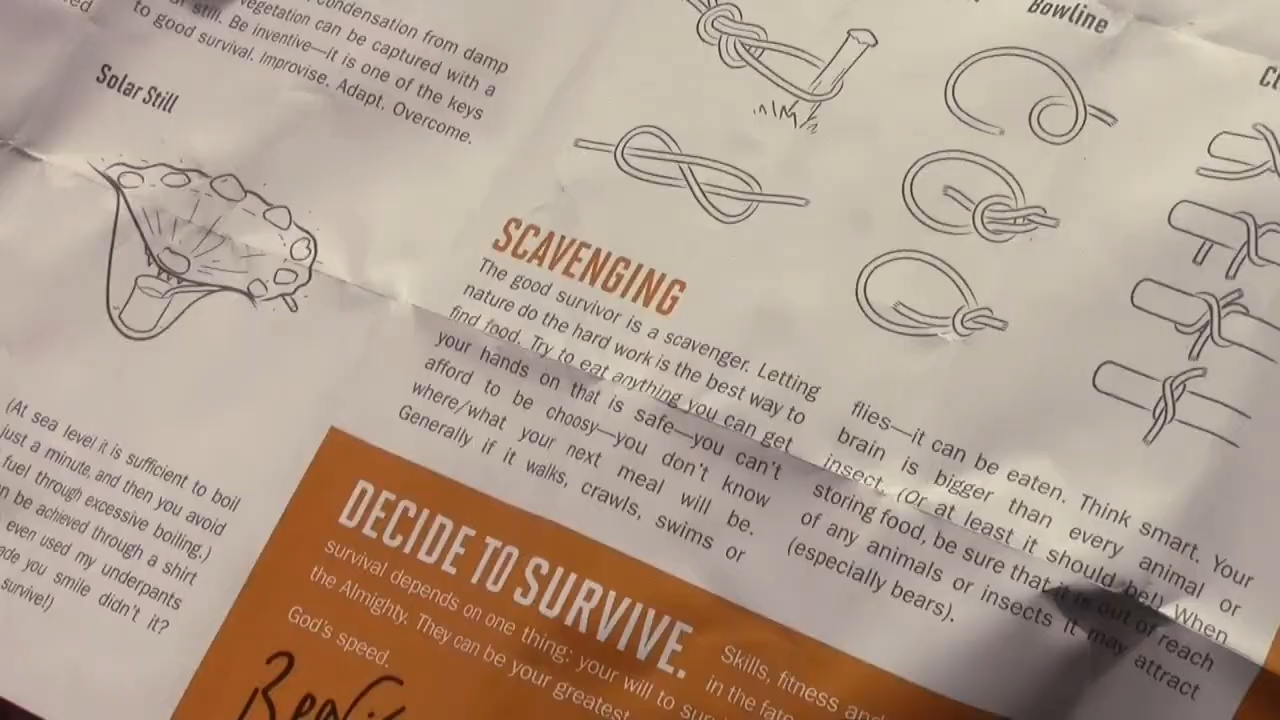 condensation from damp
vegetation can be captured with a
still. Be inventive—it is one of the keys
to good survival. Improvise. Adapt. Overcome.
Solar Still
(At sea level it is sufficient to boil
just a minute, and then you avoid
fuel through excessive boiling.)
be achieved through a shirt
even used my underpants
you smile didn't it?
survive!)
Bowline
SCAVENGING
The good survivor is a scavenger. Letting
nature do the hard work is the best way to
find food. Try to eat anything you can get
your hands on that is safe—you can't
afford to be choosy—you don't know
where/what your next meal will be.
Generally if it walks, crawls, swims or
flies—it can be eaten. Think smart. Your
brain is bigger than every animal or
insect. (Or at least it should be!) When
storing food, be sure that it is out of reach
of any animals or insects it may attract
(especially bears).
DECIDE TO SURVIVE.
survival depends on one thing: your will to
the Almighty. They can be your greatest
God's speed.
Skills, fitness and
in the